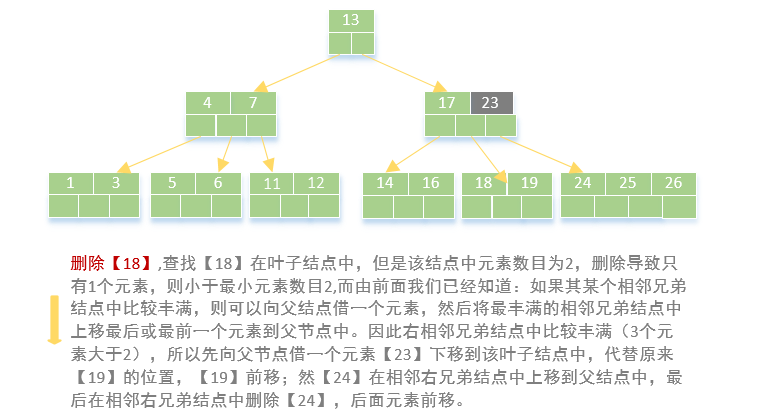 13
4 7 17 23
1 3 5 6 11 12 14 16 18 19 24 25 26
删除【18】,查找【18】在叶子结点中，但是该结点中元素数目为2，删除导致只
有1个元素，则小于最小元素数目2,而由前面我们已经知道：如果其某个相邻兄弟
结点中比较丰满，则可以向父结点借一个元素，然后将最丰满的相邻兄弟结点中
上移最后或最前一个元素到父节点中。因此右相邻兄弟结点中比较丰满（3个元
素大于2），所以先向父节点借一个元素【23】下移到该叶子结点中，代替原来
【19】的位置，【19】前移；然【24】在相邻右兄弟结点中上移到父结点中，最
后在相邻右兄弟结点中删除【24】，后面元素前移。